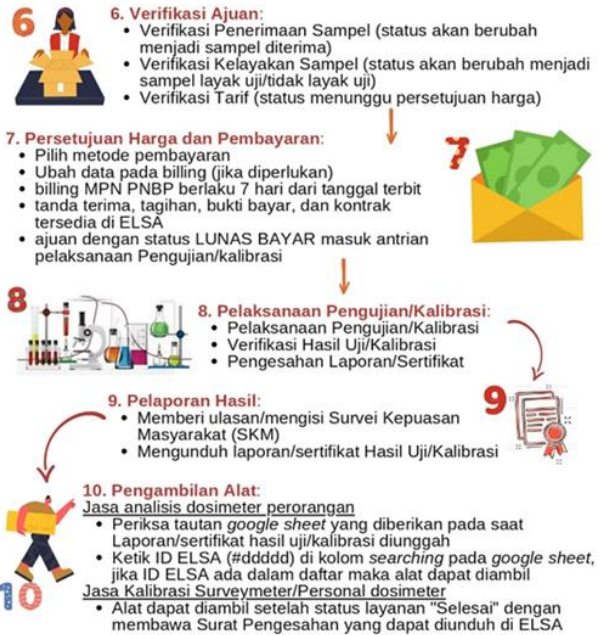 6
6. Verifikasi Ajuan:
• Verifikasi Penerimaan Sampel (status akan berubah
menjadi sampel diterima)
• Verifikasi Kelayakan Sampel (status akan berubah menjadi
sampel layak uji/tidak layak uji)
• Verifikasi Tarif (status menunggu persetujuan harga)
7. Persetujuan Harga dan Pembayaran:
• Pilih metode pembayaran
• Ubah data pada billing (jika diperlukan)
• billing MPN PNBP berlaku 7 hari dari tanggal terbit
• tanda terima, tagihan, bukti bayar, dan kontrak
tersedia di ELSA
• ajuan dengan status LUNAS BAYAR masuk antrian
pelaksanaan Pengujian/kalibrasi
7
8
8. Pelaksanaan Pengujian/Kalibrasi:
• Pelaksanaan Pengujian/Kalibrasi
• Verifikasi Hasil Uji/Kalibrasi
• Pengesahan Laporan/Sertifikat
9. Pelaporan Hasil:
• Memberi ulasan/mengisi Survei Kepuasan
Masyarakat (SKM)
• Mengunduh laporan/sertifikat Hasil Uji/Kalibrasi
9
10. Pengambilan Alat:
Jasa analisis dosimeter perorangan
• Periksa tautan google sheet yang diberikan pada saat
Laporan/sertifikat hasil uji/kalibrasi diunggah
• Ketik ID ELSA (#ddddd) di kolom searching pada google sheet,
jika ID ELSA ada dalam daftar maka alat dapat diambil
Jasa Kalibrasi Surveymeter/Personal dosimeter
• Alat dapat diambil setelah status layanan "Selesai" dengan
membawa Surat Pengesahan yang dapat diunduh di ELSA
10